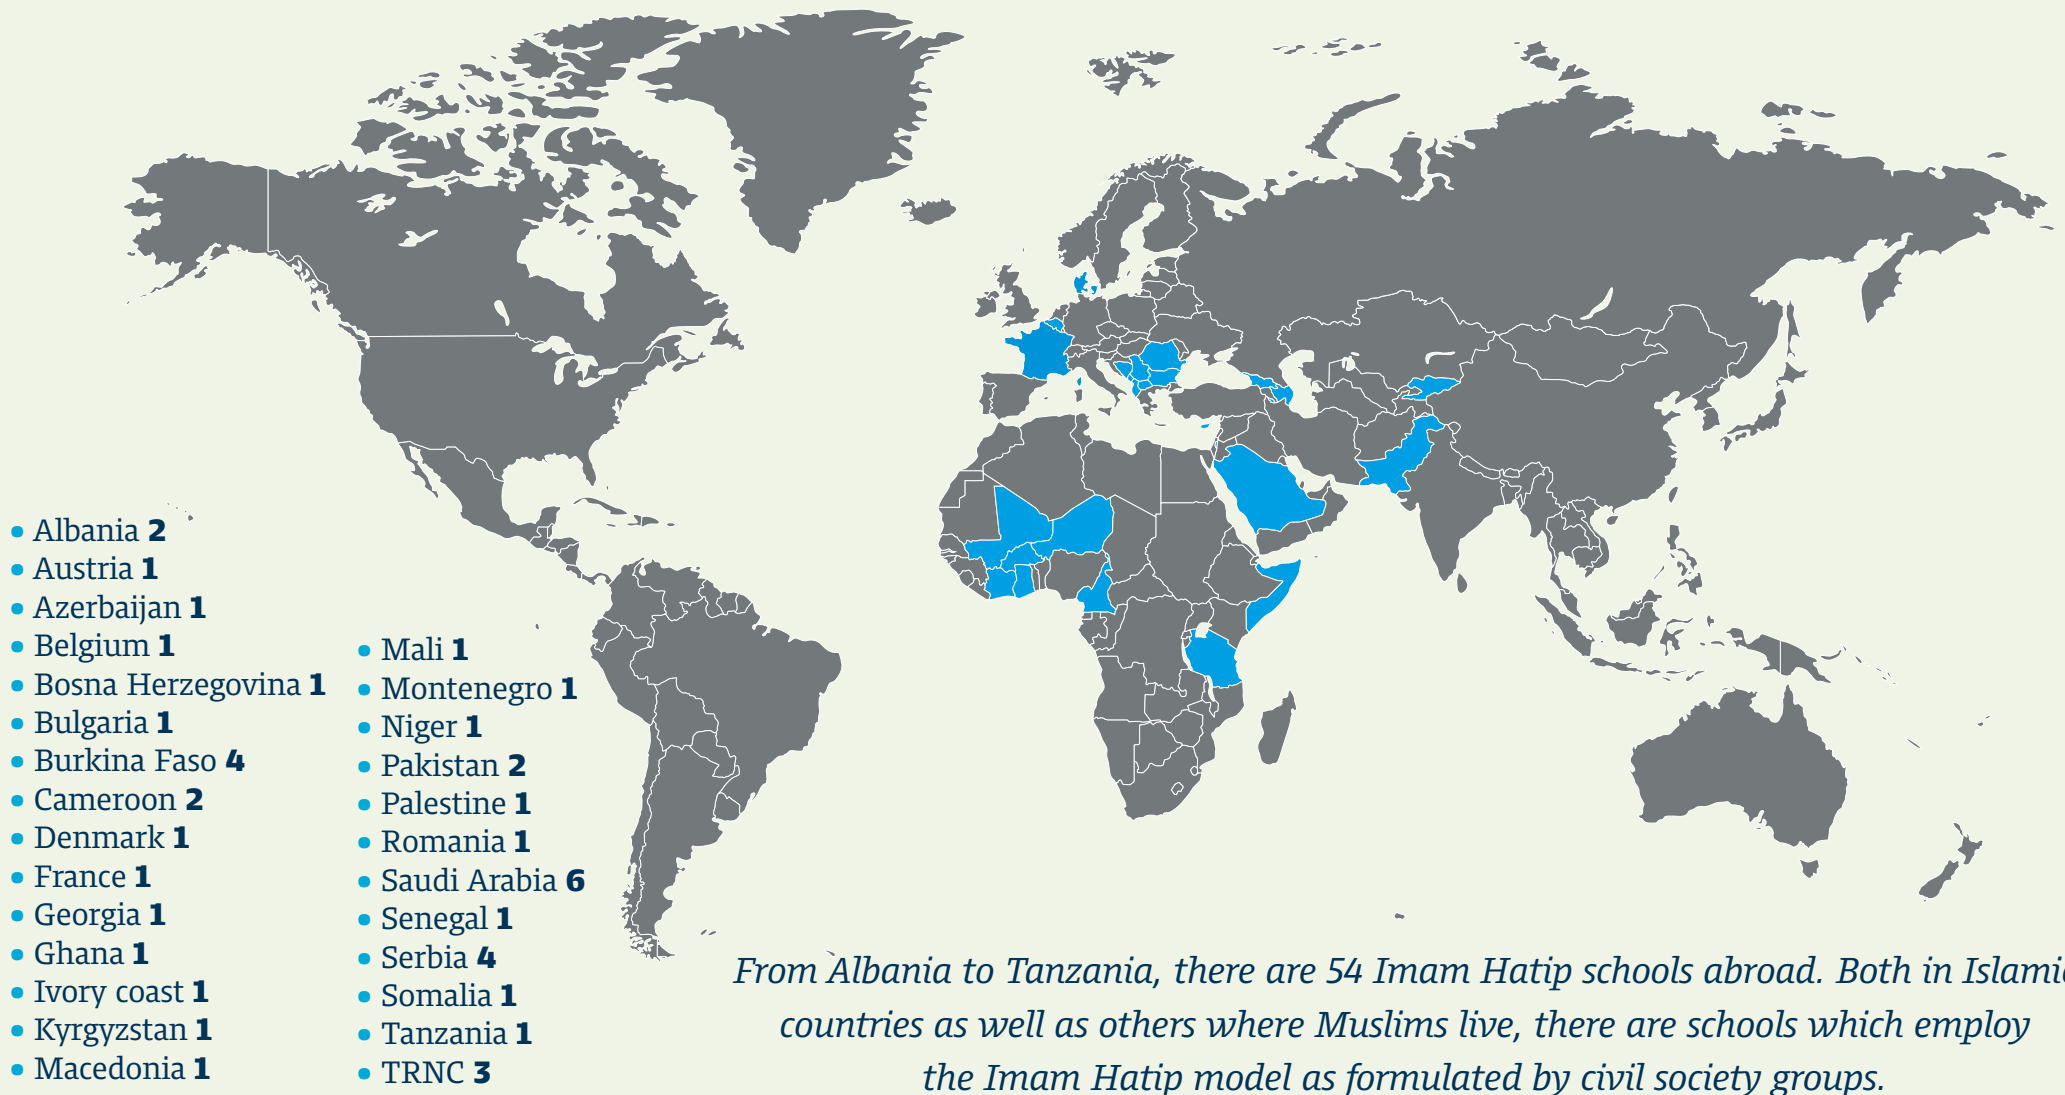 • Albania 2
• Austria 1
• Azerbaijan 1
• Belgium 1
• Bosna Herzegovina 1
• Bulgaria 1
• Burkina Faso 4
• Cameroon 2
• Denmark 1
• France 1
• Georgia 1
• Ghana 1
• Ivory coast 1
• Kyrgyzstan 1
• Macedonia 1
• Mali 1
• Montenegro 1
• Niger 1
• Pakistan 2
• Palestine 1
• Romania 1
• Saudi Arabia 6
• Senegal 1
• Serbia 4
• Somalia 1
• Tanzania 1
• TRNC 3
From Albania to Tanzania, there are 54 Imam Hatip schools abroad. Both in Islamic
countries as well as others where Muslims live, there are schools which employ
the Imam Hatip model as formulated by civil society groups.